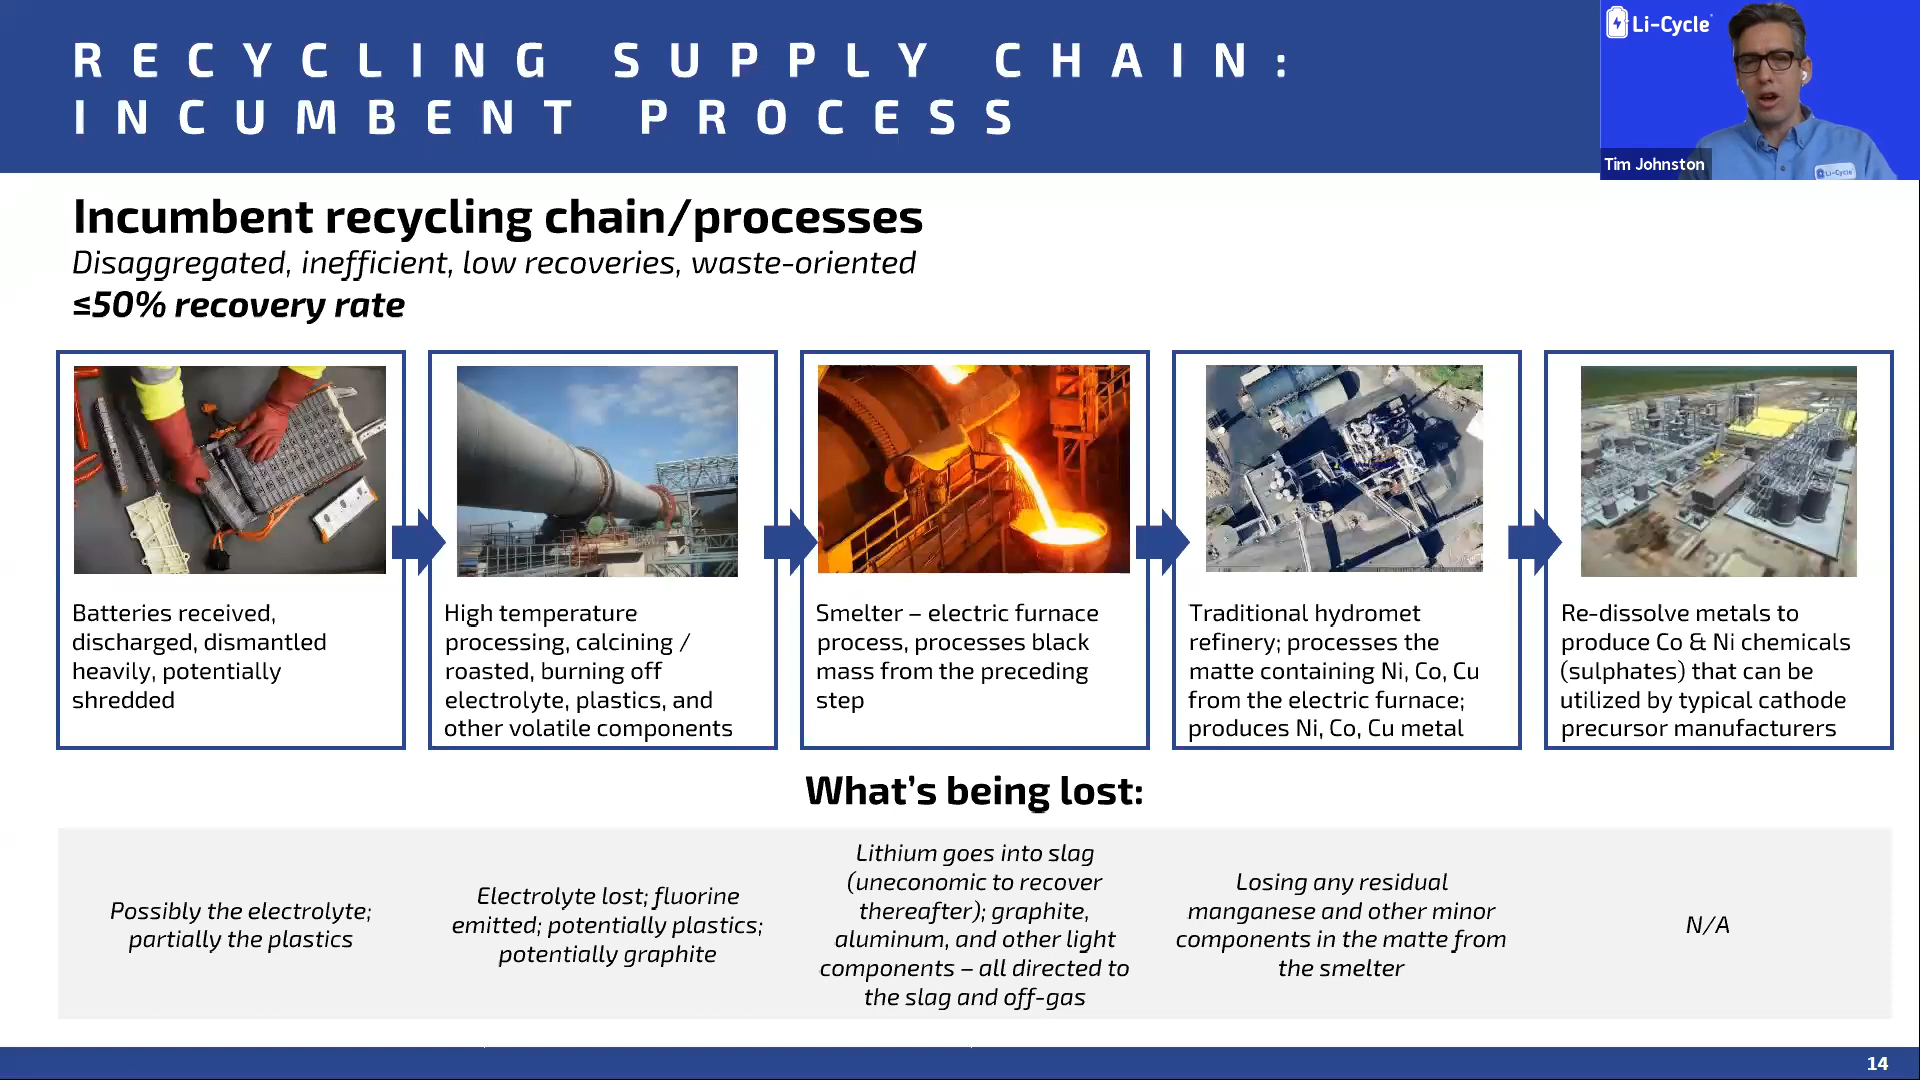 RECYCLING SUPPLY CHAIN:
INCUMBENT PROCESS
Li-Cycle
Tim Johnston
Li-Cycle
Incumbent recycling chain/processes
Disaggregated, inefficient, low recoveries, waste-oriented
≤50% recovery rate
Batteries received,
discharged, dismantled
heavily, potentially
shredded
High temperature
processing, calcining /
roasted, burning off
electrolyte, plastics, and
other volatile components
Smelter – electric furnace
process, processes black
mass from the preceding
step
Traditional hydromet
refinery; processes the
matte containing Ni, Co, Cu
from the electric furnace;
produces Ni, Co, Cu metal
Re-dissolve metals to
produce Co & Ni chemicals
(sulphates) that can be
utilized by typical cathode
precursor manufacturers
What's being lost:
Possibly the electrolyte;
partially the plastics
Electrolyte lost; fluorine
emitted; potentially plastics;
potentially graphite
Lithium goes into slag
(uneconomic to recover
thereafter); graphite,
aluminum, and other light
components – all directed to
the slag and off-gas
Losing any residual
manganese and other minor
components in the matte from
the smelter
N/A
14